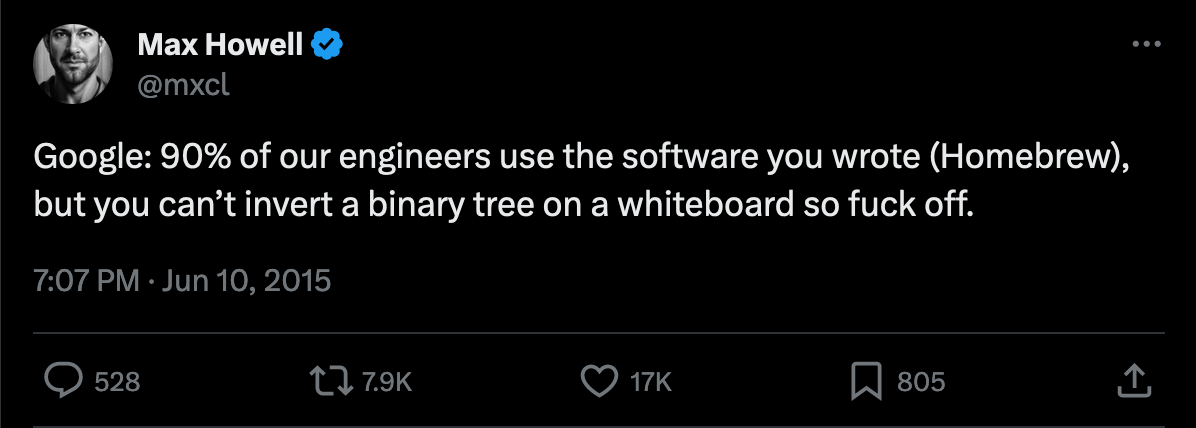 Max Howell
@mxcl
Google: 90% of our engineers use the software you wrote (Homebrew),
but you can’t invert a binary tree on a whiteboard so fuck off.
7:07 PM · Jun 10, 2015
528 7.9K 17K 805